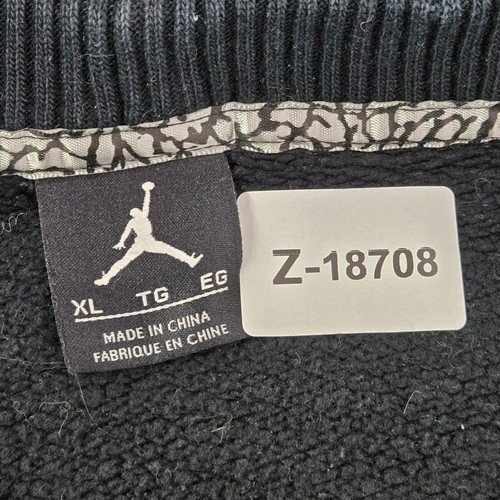 XL TG EG
MADE IN CHINA
FABRIQUE EN CHINE
Z-18708